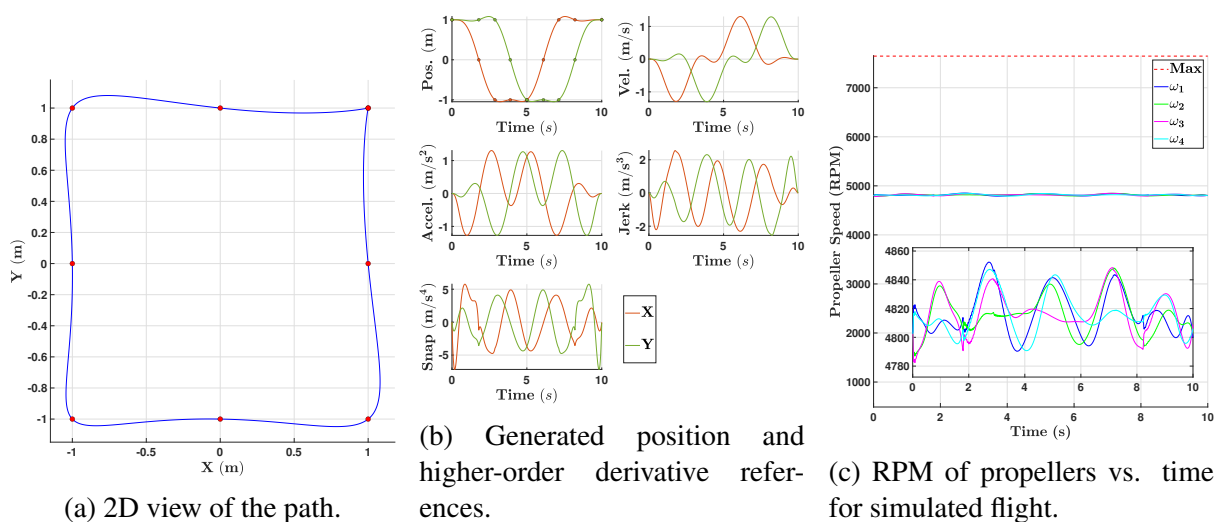 1
0.8
0.6
0.4
0.2
0
-0.2
-0.4
-0.6
-0.8
-1
Y (m)
-1 -0.5 0 0.5 1
X (m)
(a) 2D view of the path.
Pos. (m)
1
0
-1
0 5 10
Time (s)
Vel. (m/s)
1
0
-1
0 5 10
Time (s)
Accel. (m/s²)
1
0
-1
0 5 10
Time (s)
Jerk (m/s³)
2
1
0
-1
-2
0 5 10
Time (s)
Snap (m/s⁴)
5
0
-5
0 5 10
Time (s)
X
Y
(b) Generated position and
higher-order derivative refer-
ences.
Propeller Speed (RPM)
7000
6000
5000
4000
3000
2000
1000
0 2 4 6 8 10
Time (s)
Max
ω1
ω2
ω3
ω4
4860
4840
4820
4800
4780
0 2 4 6 8 10
(c) RPM of propellers vs. time
for simulated flight.